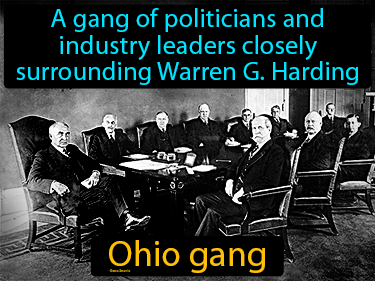 A gang of politicians and
industry leaders closely
surrounding Warren G. Harding
Ohio gang